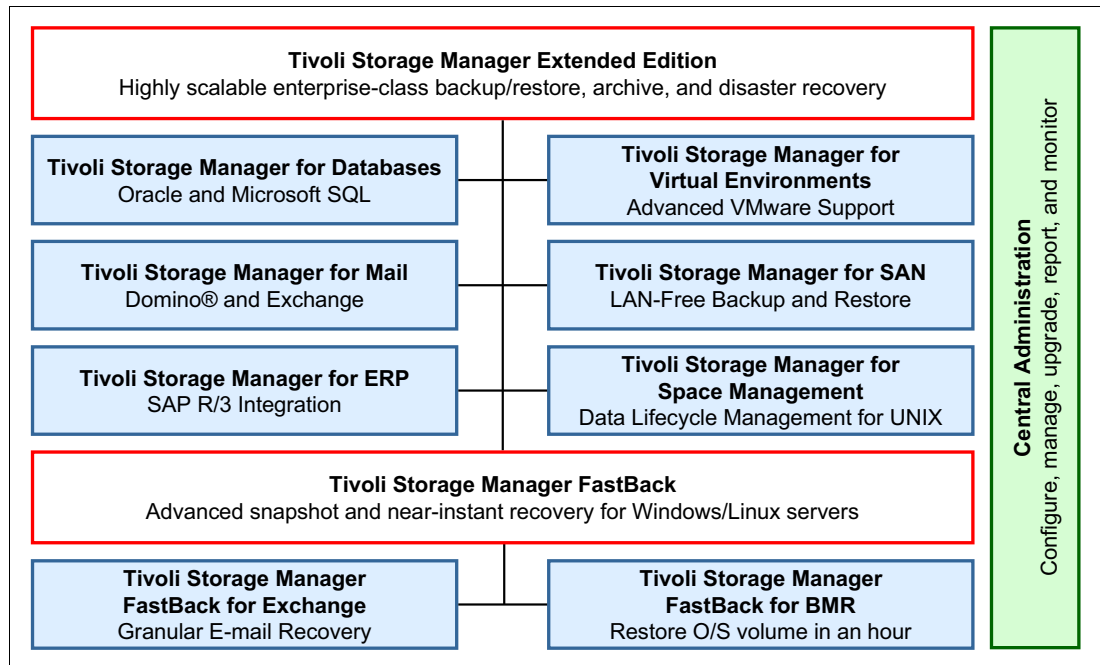 Tivoli Storage Manager Extended Edition
Highly scalable enterprise-class backup/restore, archive, and disaster recovery
Tivoli Storage Manager for Databases
Oracle and Microsoft SQL
Tivoli Storage Manager for
Virtual Environments
Advanced VMware Support
Tivoli Storage Manager for Mail
Domino® and Exchange
Tivoli Storage Manager for SAN
LAN-Free Backup and Restore
Tivoli Storage Manager for ERP
SAP R/3 Integration
Tivoli Storage Manager for
Space Management
Data Lifecycle Management for UNIX
Tivoli Storage Manager FastBack
Advanced snapshot and near-instant recovery for Windows/Linux servers
Tivoli Storage Manager
FastBack for Exchange
Granular E-mail Recovery
Tivoli Storage Manager
FastBack for BMR
Restore O/S volume in an hour
Central Administration
Configure, manage, upgrade, report, and monitor